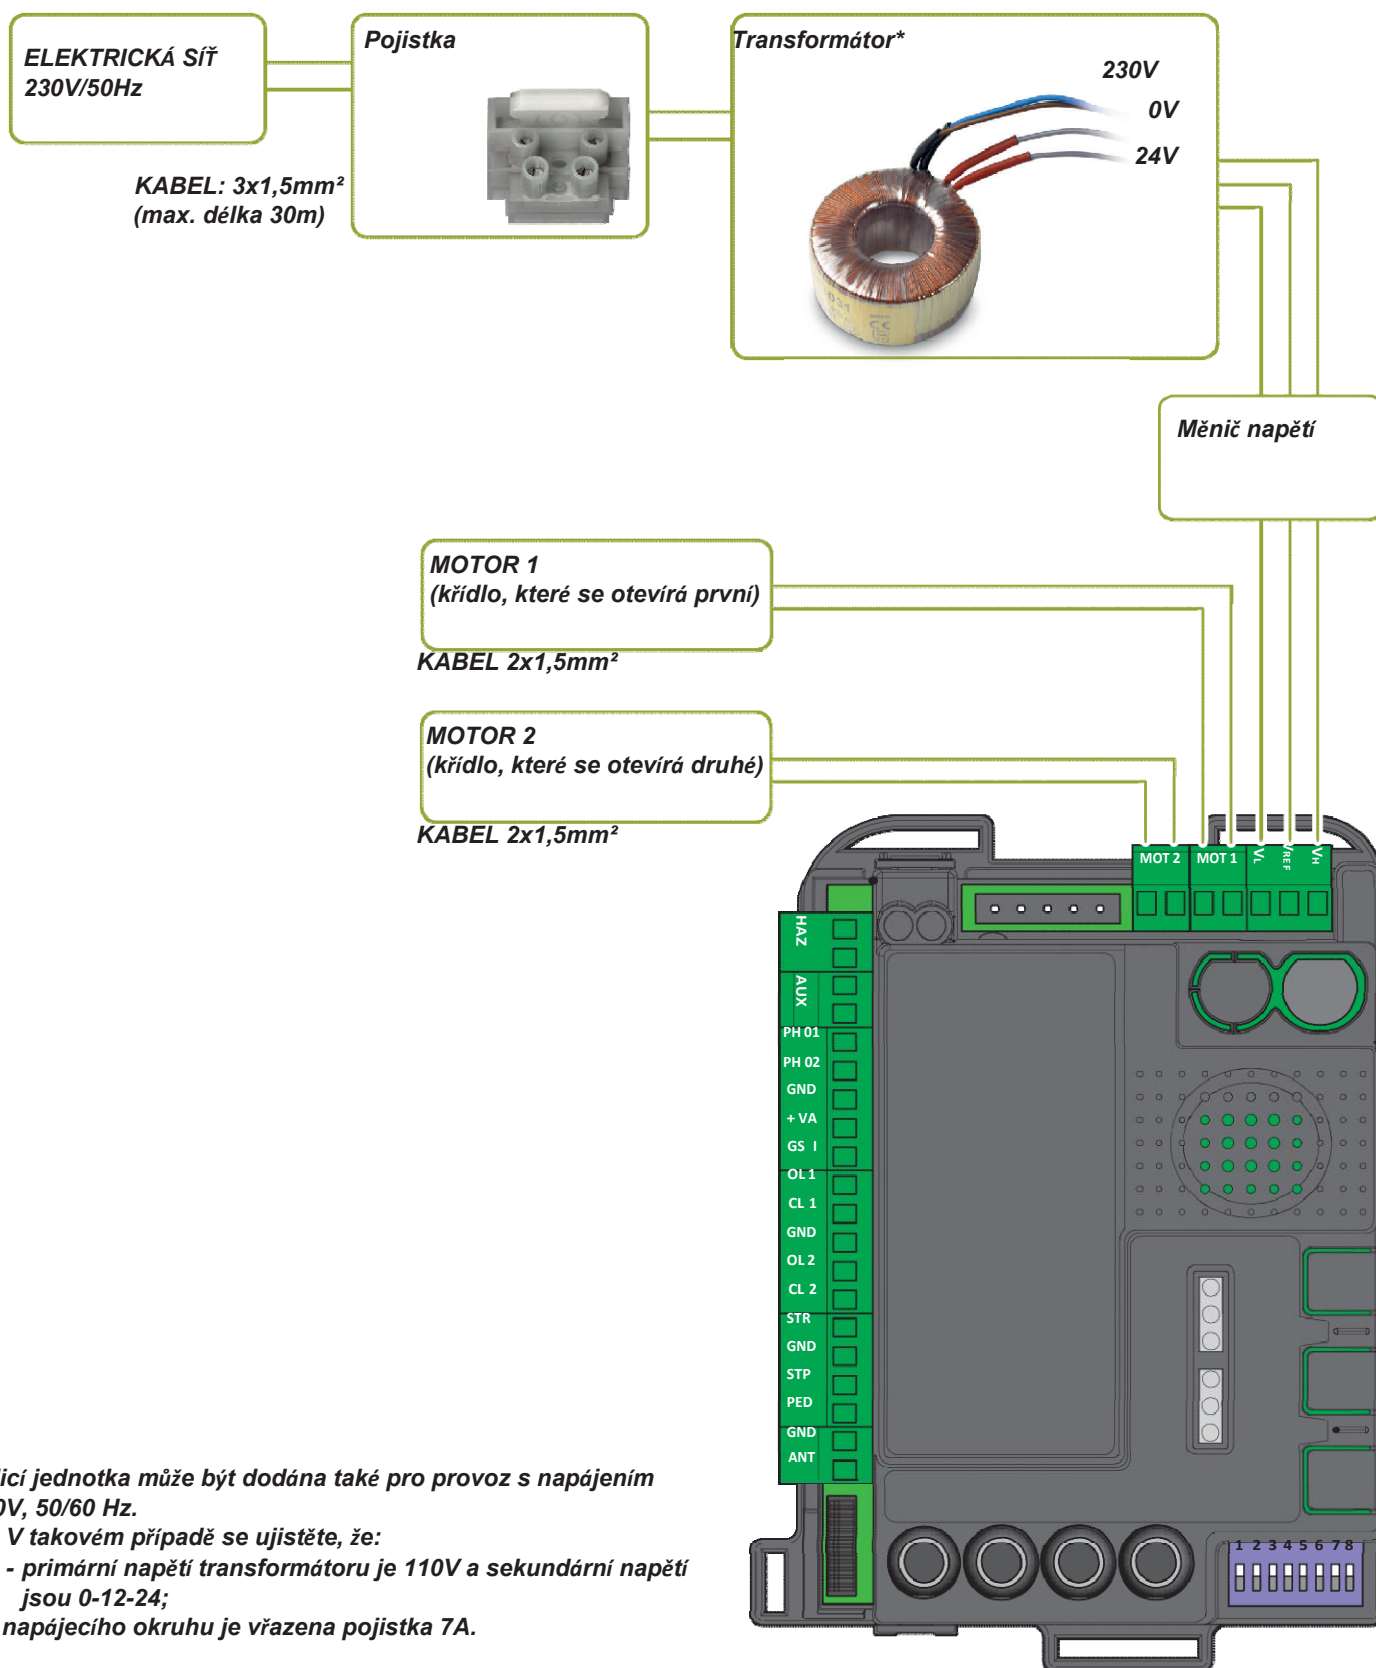 ELEKTRICKÁ SÍŤ
230V/50Hz
KABEL: 3x1,5mm²
(max. délka 30m)
Pojistka
Transformátor*
230V
0V
24V
Měnič napětí
MOTOR 1
(křídlo, které se otevírá první)
KABEL 2x1,5mm²
MOTOR 2
(křídlo, které se otevírá druhé)
KABEL 2x1,5mm²
MOT 2 MOT 1 VL VREF VH
HAZ
AUX
PH 01
PH 02
GND
+ VA
GS I
OL 1
CL 1
GND
OL 2
CL 2
STR
GND
STP
PED
GND
ANT
1 2 3 4 5 6 7 8
icí jednotka může být dodána také pro provoz s napájením
0V, 50/60 Hz.
V takovém případě se ujistěte, že:
- primární napětí transformátoru je 110V a sekundární napětí
jsou 0-12-24;
napájecího okruhu je vřazena pojistka 7A.